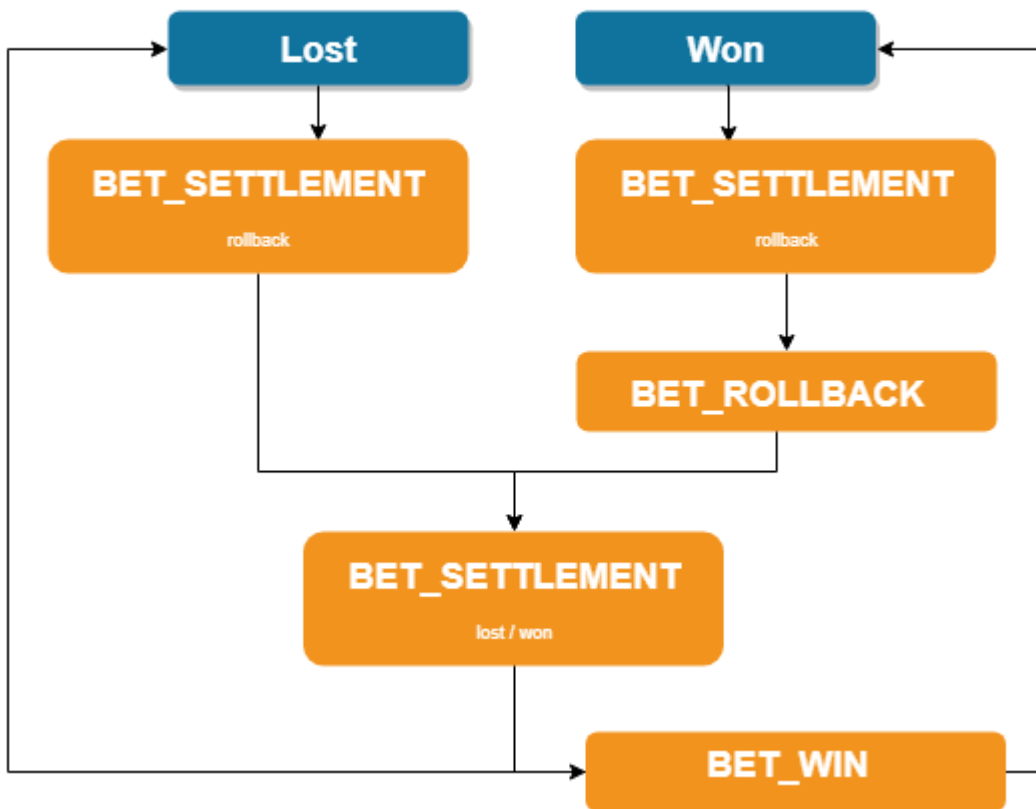 Lost
Won
BET_SETTLEMENT
rollback
BET_SETTLEMENT
rollback
BET_ROLLBACK
BET_SETTLEMENT
lost / won
BET_WIN